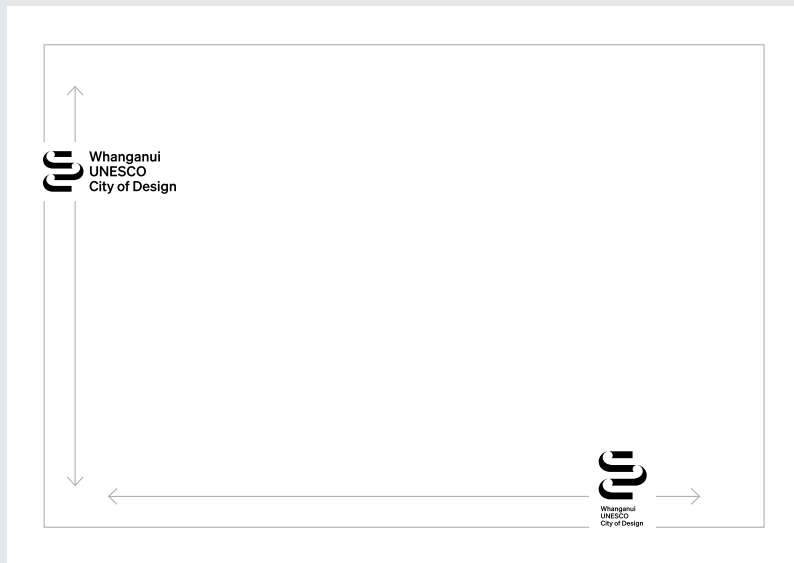 Whanganui
UNESCO
City of Design
Whanganui
UNESCO
City of Design